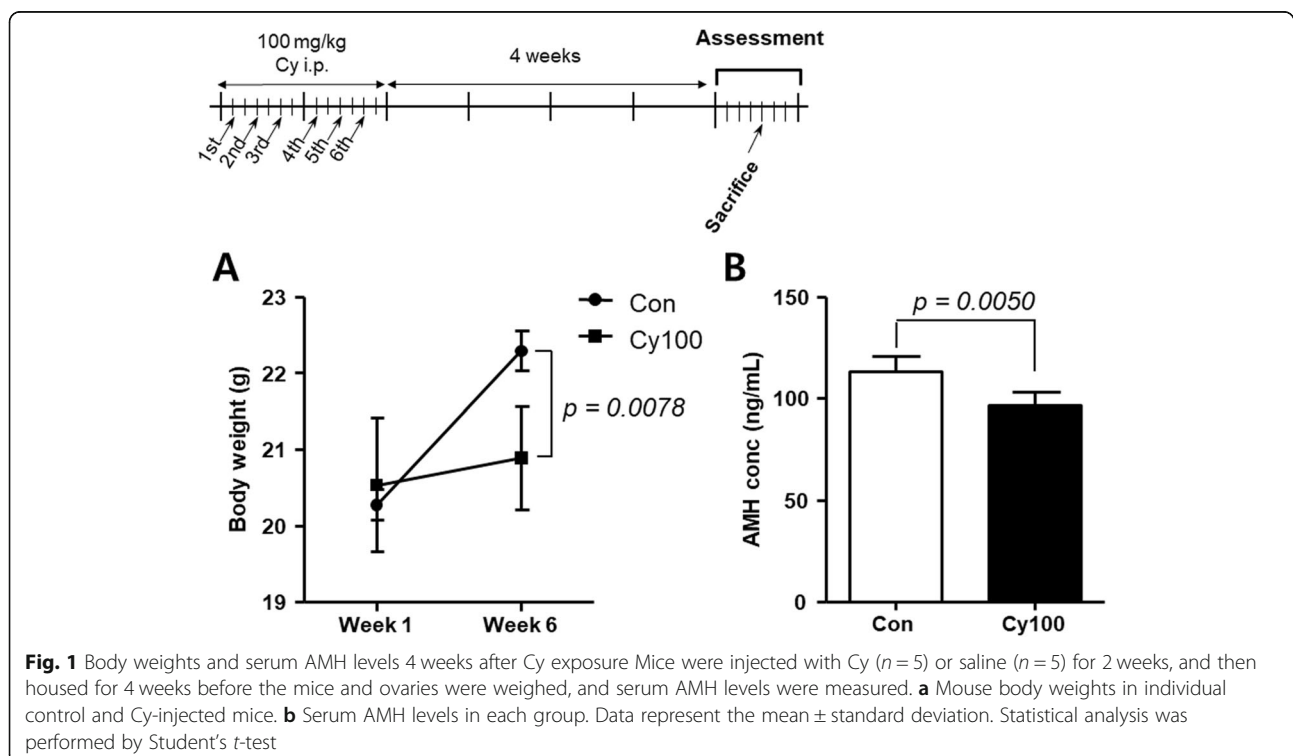 100 mg/kg
Cy i.p.
4 weeks
Assessment
1st
2nd
3rd
4th
5th
6th
Sacrifice
A
23
22
21
20
19
Body weight (g)
Con
Cy100
p = 0.0078
Week 1
Week 6
B
150
100
50
0
AMH conc (ng/mL)
p = 0.0050
Con
Cy100
Fig. 1 Body weights and serum AMH levels 4 weeks after Cy exposure Mice were injected with Cy (n = 5) or saline (n = 5) for 2 weeks, and then
housed for 4 weeks before the mice and ovaries were weighed, and serum AMH levels were measured. a Mouse body weights in individual
control and Cy-injected mice. b Serum AMH levels in each group. Data represent the mean ± standard deviation. Statistical analysis was
performed by Student's t-test